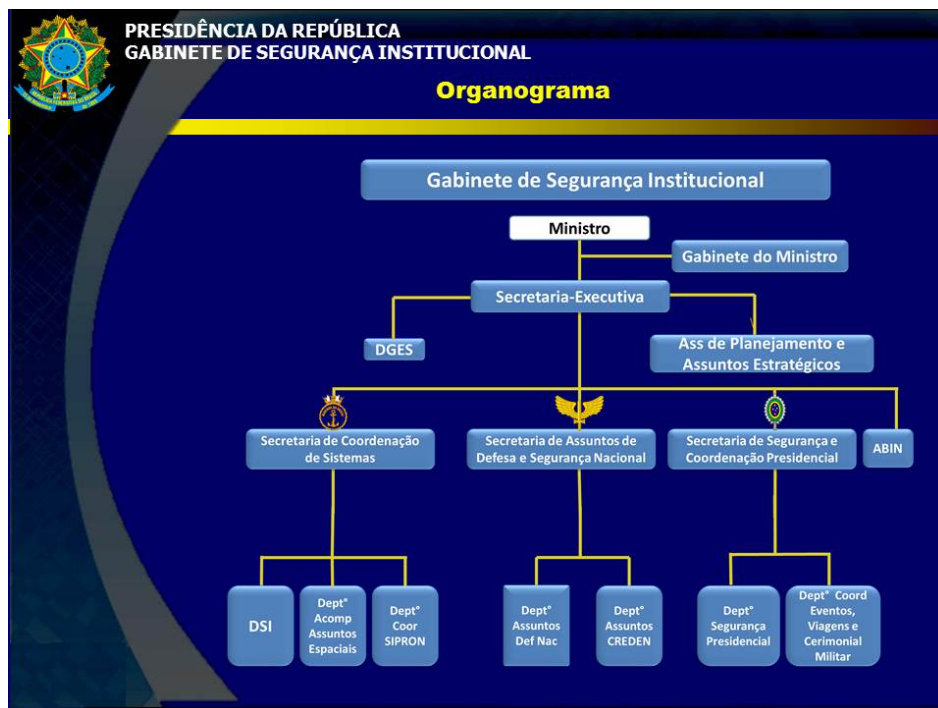 PRESIDÊNCIA DA REPÚBLICA
GABINETE DE SEGURANÇA INSTITUCIONAL
Organograma
Gabinete de Segurança Institucional
Ministro
Gabinete do Ministro
Secretaria-Executiva
DGES
Ass de Planejamento e
Assuntos Estratégicos
Secretaria de Coordenação
de Sistemas
Secretaria de Assuntos de
Defesa e Segurança Nacional
Secretaria de Segurança e
Coordenação Presidencial
ABIN
DSI
Dept°
Acomp
Assuntos
Espaciais
Dept°
Coor
SIPRON
Dept°
Assuntos
Def Nac
Dept°
Assuntos
CREDEN
Dept°
Segurança
Presidencial
Dept° Coord
Eventos,
Viagens e
Cerimonial
Militar